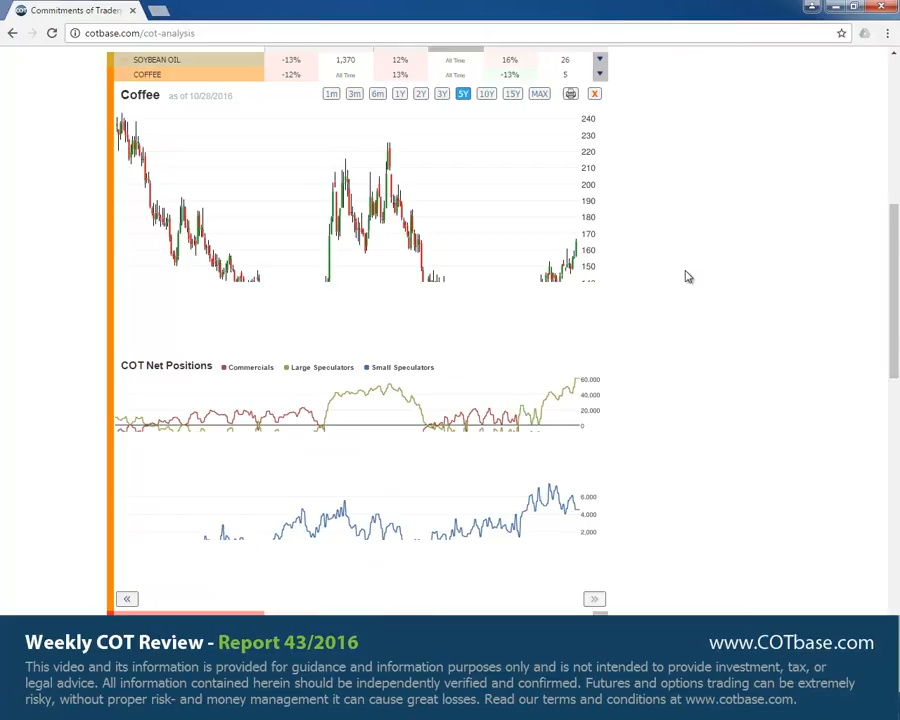 Commitments of Traders
cotbase.com/cot-analysis
SOYBEAN OIL -13% 1,370 12% All Time 16% 26
COFFEE -12% All Time 13% All Time -13% 5
Coffee as of 10/28/2016 1m 3m 6m 1Y 2Y 3Y 5Y 10Y 15Y MAX X
240
230
220
210
200
190
180
170
160
150
140
COT Net Positions Commercials Large Speculators Small Speculators
60,000
40,000
20,000
0
6,000
4,000
2,000
« »
Weekly COT Review - Report 43/2016 www.COTbase.com
This video and its information is provided for guidance and information purposes only and is not intended to provide investment, tax, or
legal advice. All information contained herein should be independently verified and confirmed. Futures and options trading can be extremely
risky, without proper risk- and money management it can cause great losses. Read our terms and conditions at www.cotbase.com.